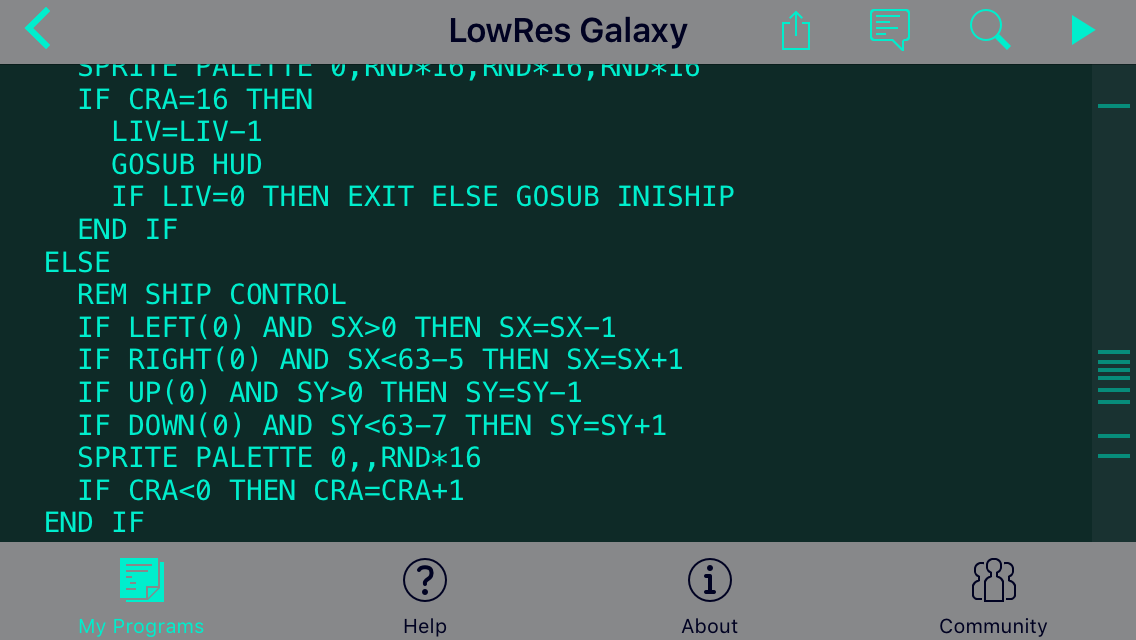 LowRes Galaxy
SPRITE PALETTE 0,RND*16,RND*16,RND*16
IF CRA=16 THEN
LIV=LIV-1
GOSUB HUD
IF LIV=0 THEN EXIT ELSE GOSUB INISHIP
END IF
ELSE
REM SHIP CONTROL
IF LEFT(0) AND SX>0 THEN SX=SX-1
IF RIGHT(0) AND SX<63-5 THEN SX=SX+1
IF UP(0) AND SY>0 THEN SY=SY-1
IF DOWN(0) AND SY<63-7 THEN SY=SY+1
SPRITE PALETTE 0,,RND*16
IF CRA<0 THEN CRA=CRA+1
END IF
My Programs
Help
About
Community